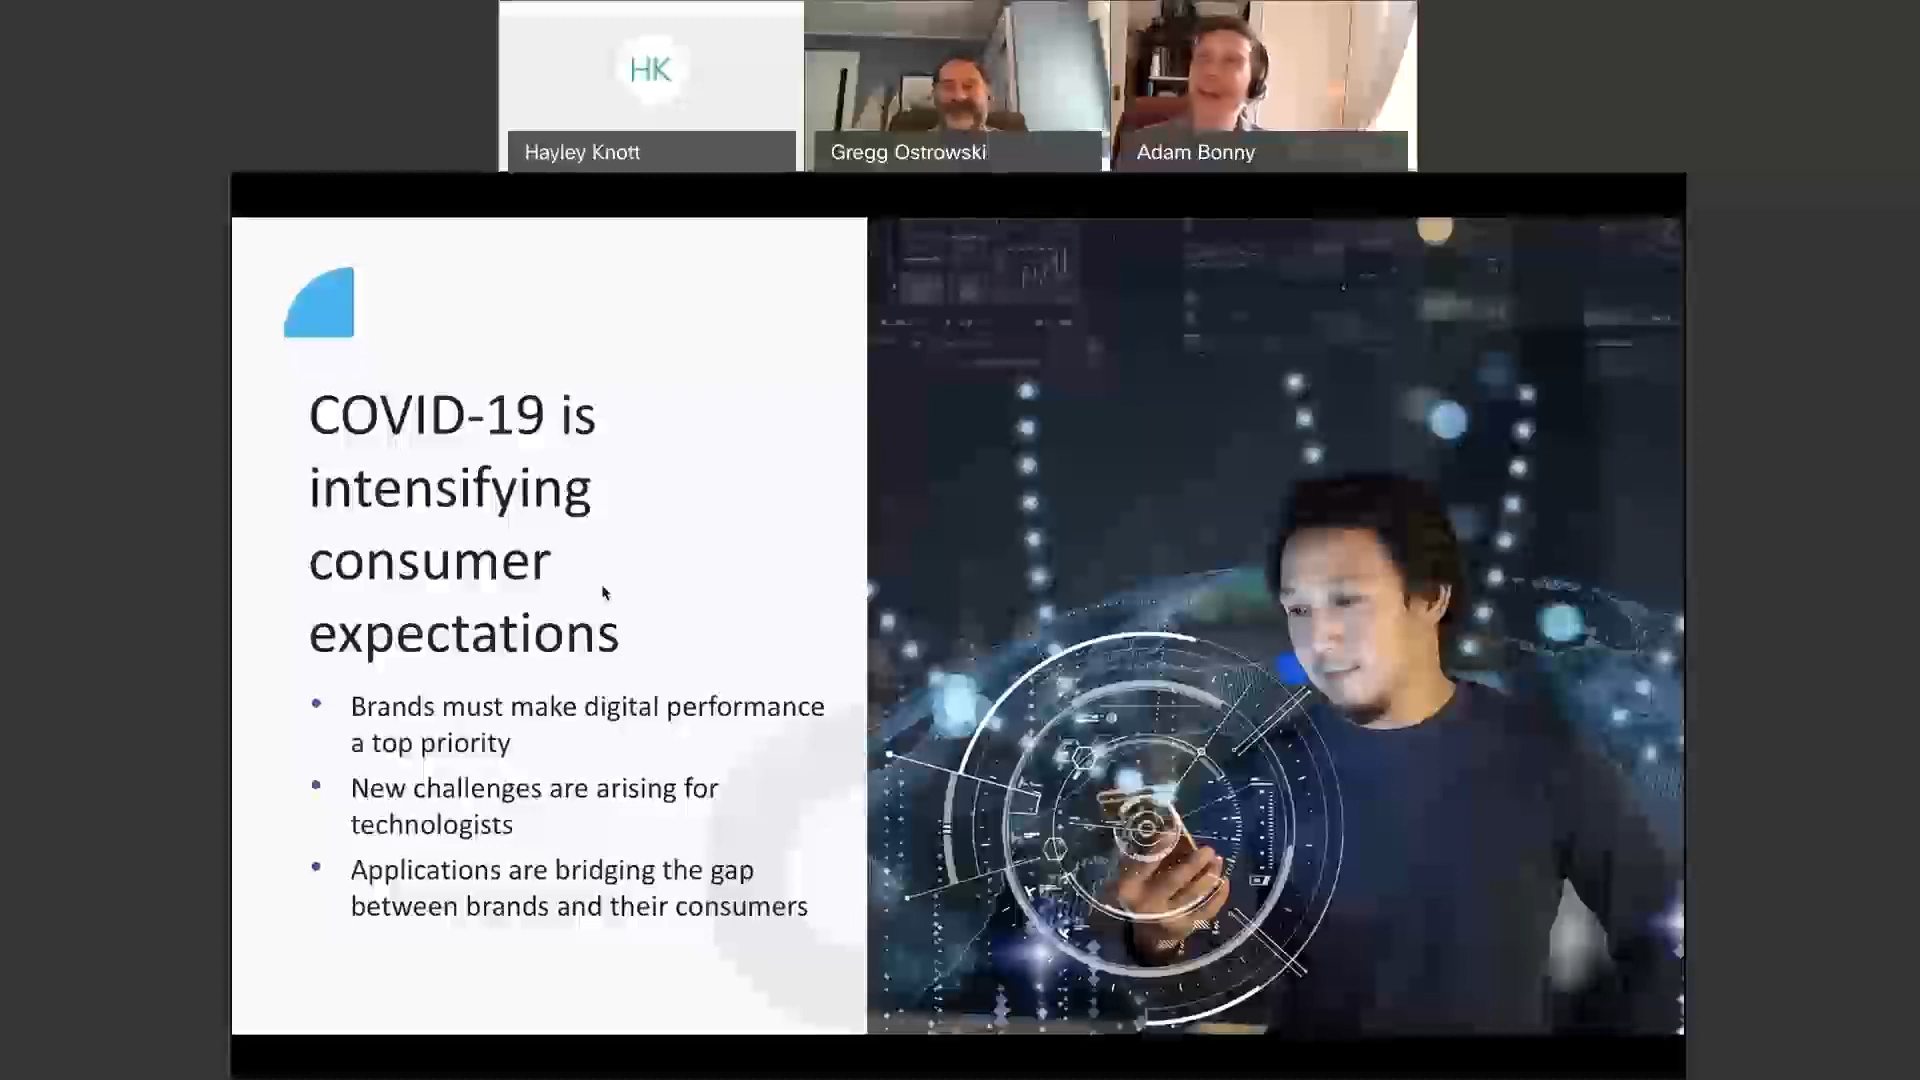 HK
Hayley Knott
Gregg Ostrowski
Adam Bonny
COVID-19 is
intensifying
consumer
expectations
• Brands must make digital performance
a top priority
• New challenges are arising for
technologists
• Applications are bridging the gap
between brands and their consumers